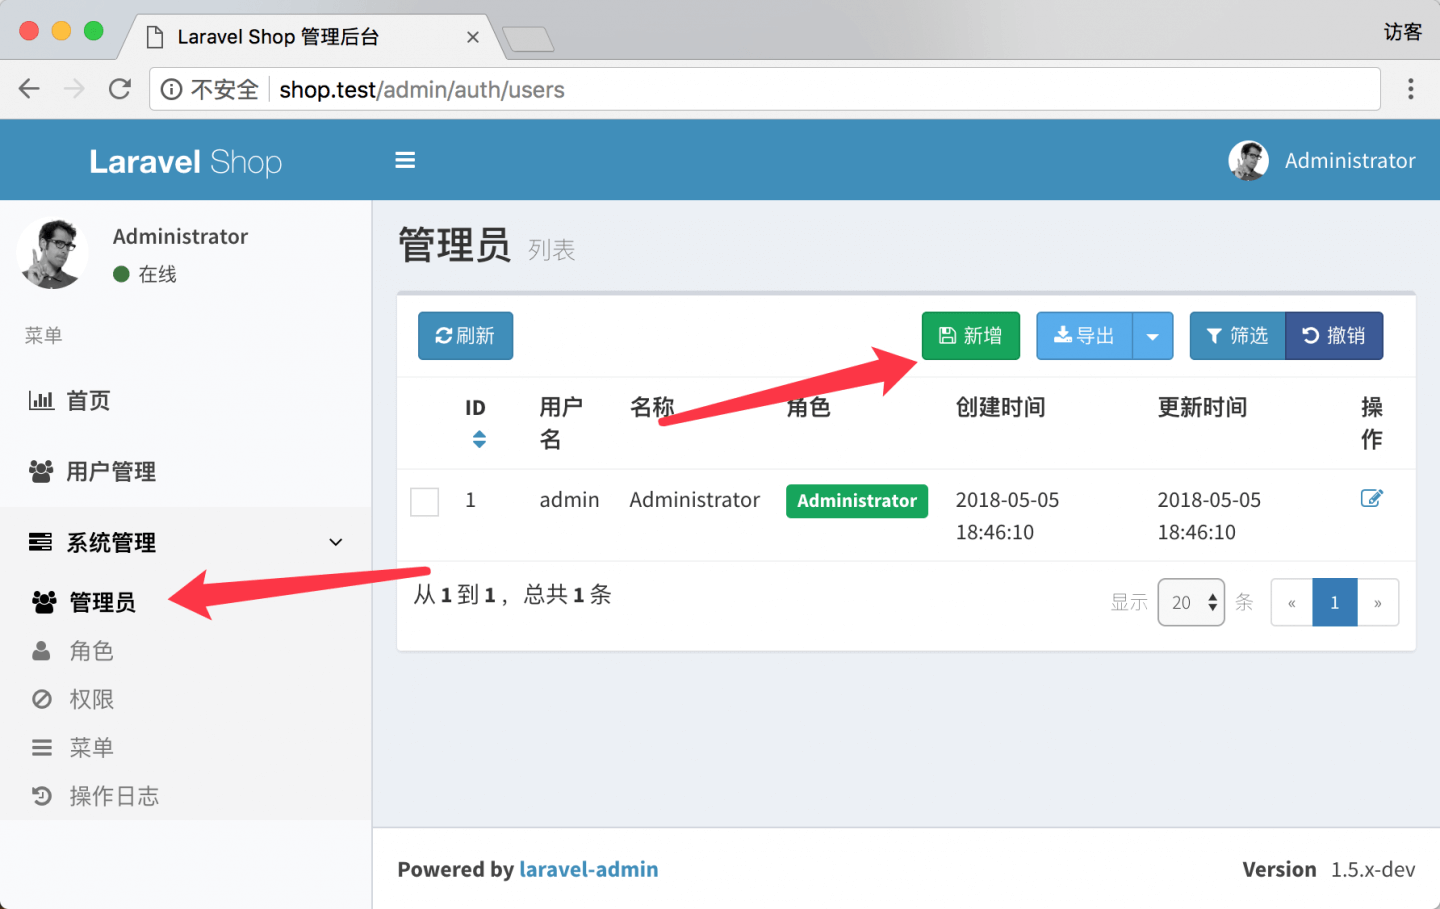 Laravel Shop 管理后台
访客
不安全 shop.test/admin/auth/users
Laravel Shop
Administrator
Administrator
在线
菜单
首页
用户管理
系统管理
管理员
角色
权限
菜单
操作日志
管理员 列表
刷新
新增
导出
筛选
撤销
ID 用户名 名称 角色 创建时间 更新时间 操作
1 admin Administrator Administrator 2018-05-05 18:46:10 2018-05-05 18:46:10
从 1 到 1 ，总共 1 条
显示 20 条 « 1 »
Powered by laravel-admin
Version 1.5.x-dev